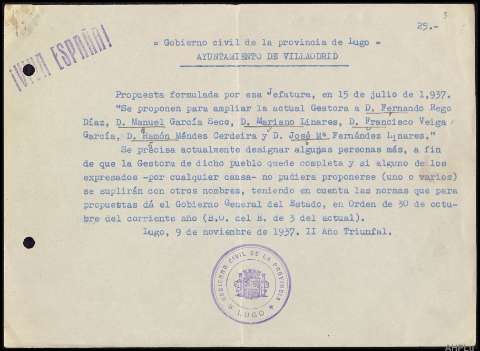 25.-
¡VIVA ESPAÑA!
= Gobierno civil de la provincia de Lugo =
AYUNTAMIENTO DE VILLAODRID
Propuesta formulada por esa Jefatura, en 15 de julio de 1.937.
"Se proponen para ampliar la actual Gestora a D. Fernando Rego
Díaz, D. Manuel García Seco, D. Mariano Linares, D. Francisco Veiga
García, D. Ramón Méndes Cerdeira y D. José Mª Fernández Linares."
Se précisa actualmente designar algunas personas más, a fin
de que la Gestora de dicho pueblo quede completa y si alguno de los
expresados -por cualquier causa- no pudiera proponerse (uno o varios)
se suplirán con otros nombres, teniendo en cuenta las normas que para
propuestas dá el Gobierno General del Estado, en Orden de 30 de octu-
bre del corriente año (B.O. del E. de 3 del actual).
Lugo, 9 de noviembre de 1937. II Año Triunfal.
GOBIERNO CIVIL DE LA PROVINCIA
* LUGO *
AHPLu